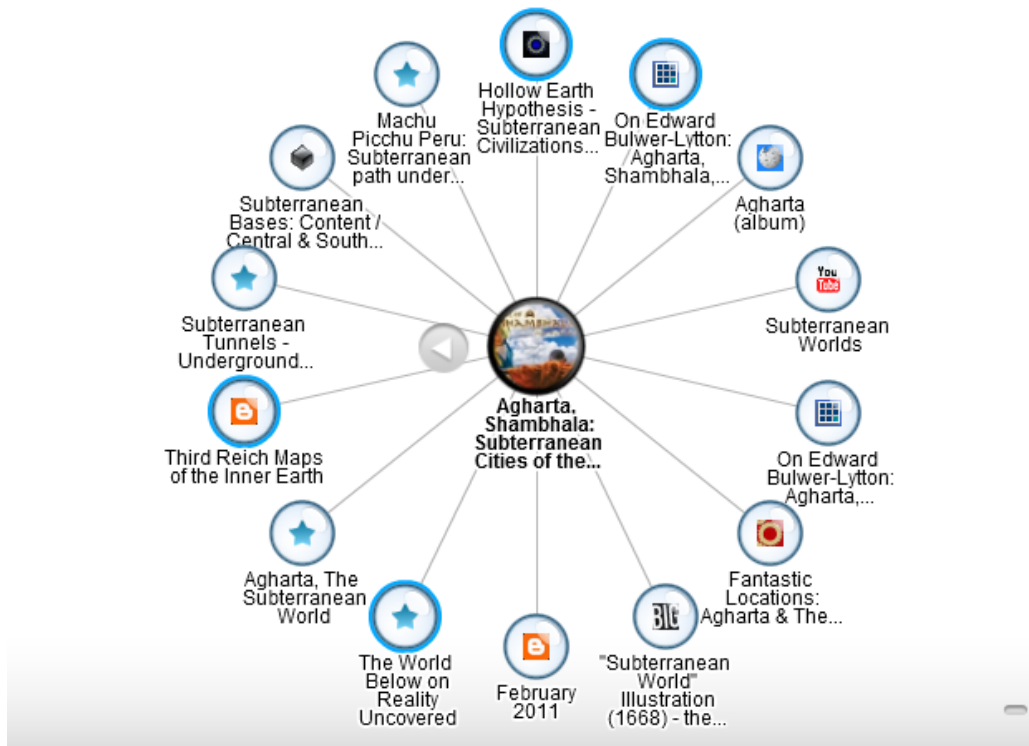 Hollow Earth
Hypothesis -
Subterranean
Civilizations...
On Edward
Bulwer-Lytton:
Agharta,
Shambhala,...
Agharta
(album)
You
Tube
Subterranean
Worlds
On Edward
Bulwer-Lytton:
Agharta,...
Fantastic
Locations:
Agharta & The...
BIG
"Subterranean
World"
Illustration
(1668) - the...
February
2011
The World
Below on
Reality
Uncovered
Agharta, The
Subterranean
World
Third Reich Maps
of the Inner Earth
Subterranean
Tunnels -
Underground...
Subterranean
Bases: Content /
Central & South...
Machu
Picchu Peru:
Subterranean
path under...
Agharta,
Shambhala:
Subterranean
Cities of the...